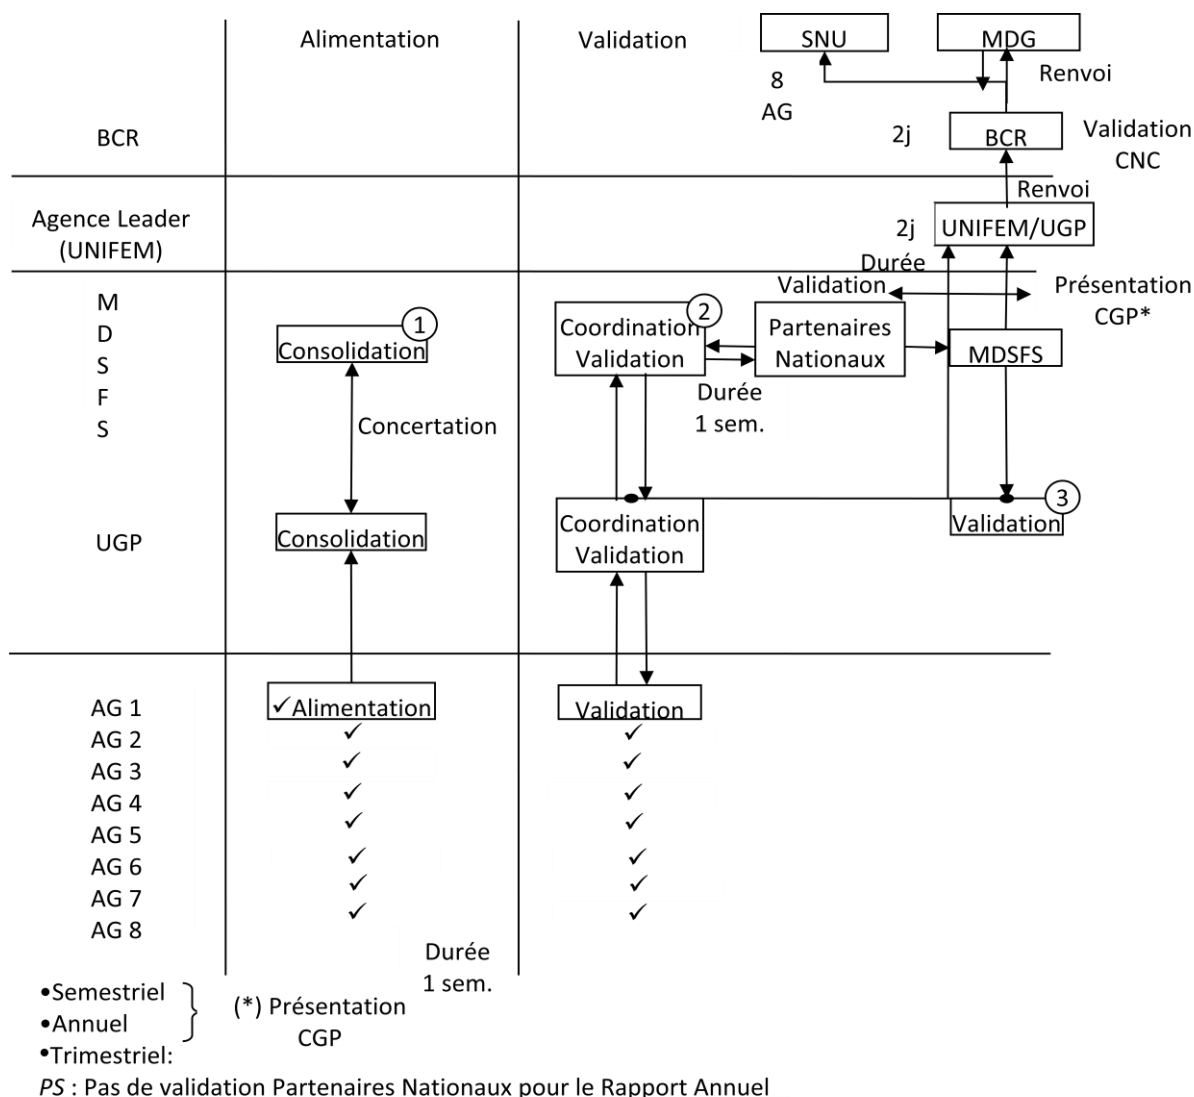 Alimentation
Validation
SNU
MDG
8
AG
Renvoi
BCR
2j
BCR
Validation
CNC
Renvoi
Agence Leader
(UNIFEM)
2j
UNIFEM/UGP
Durée
Validation
Présentation
CGP*
M
D
S
F
S
1
Consolidation
2
Coordination
Validation
Partenaires
Nationaux
MDSFS
Durée
1 sem.
Concertation
UGP
Consolidation
Coordination
Validation
3
Validation
AG 1
✓Alimentation
Validation
AG 2
✓
✓
AG 3
✓
✓
AG 4
✓
✓
AG 5
✓
✓
AG 6
✓
✓
AG 7
✓
✓
AG 8
✓
✓
Durée
1 sem.
•Semestriel
•Annuel
(*) Présentation
CGP
•Trimestriel:
PS : Pas de validation Partenaires Nationaux pour le Rapport Annuel